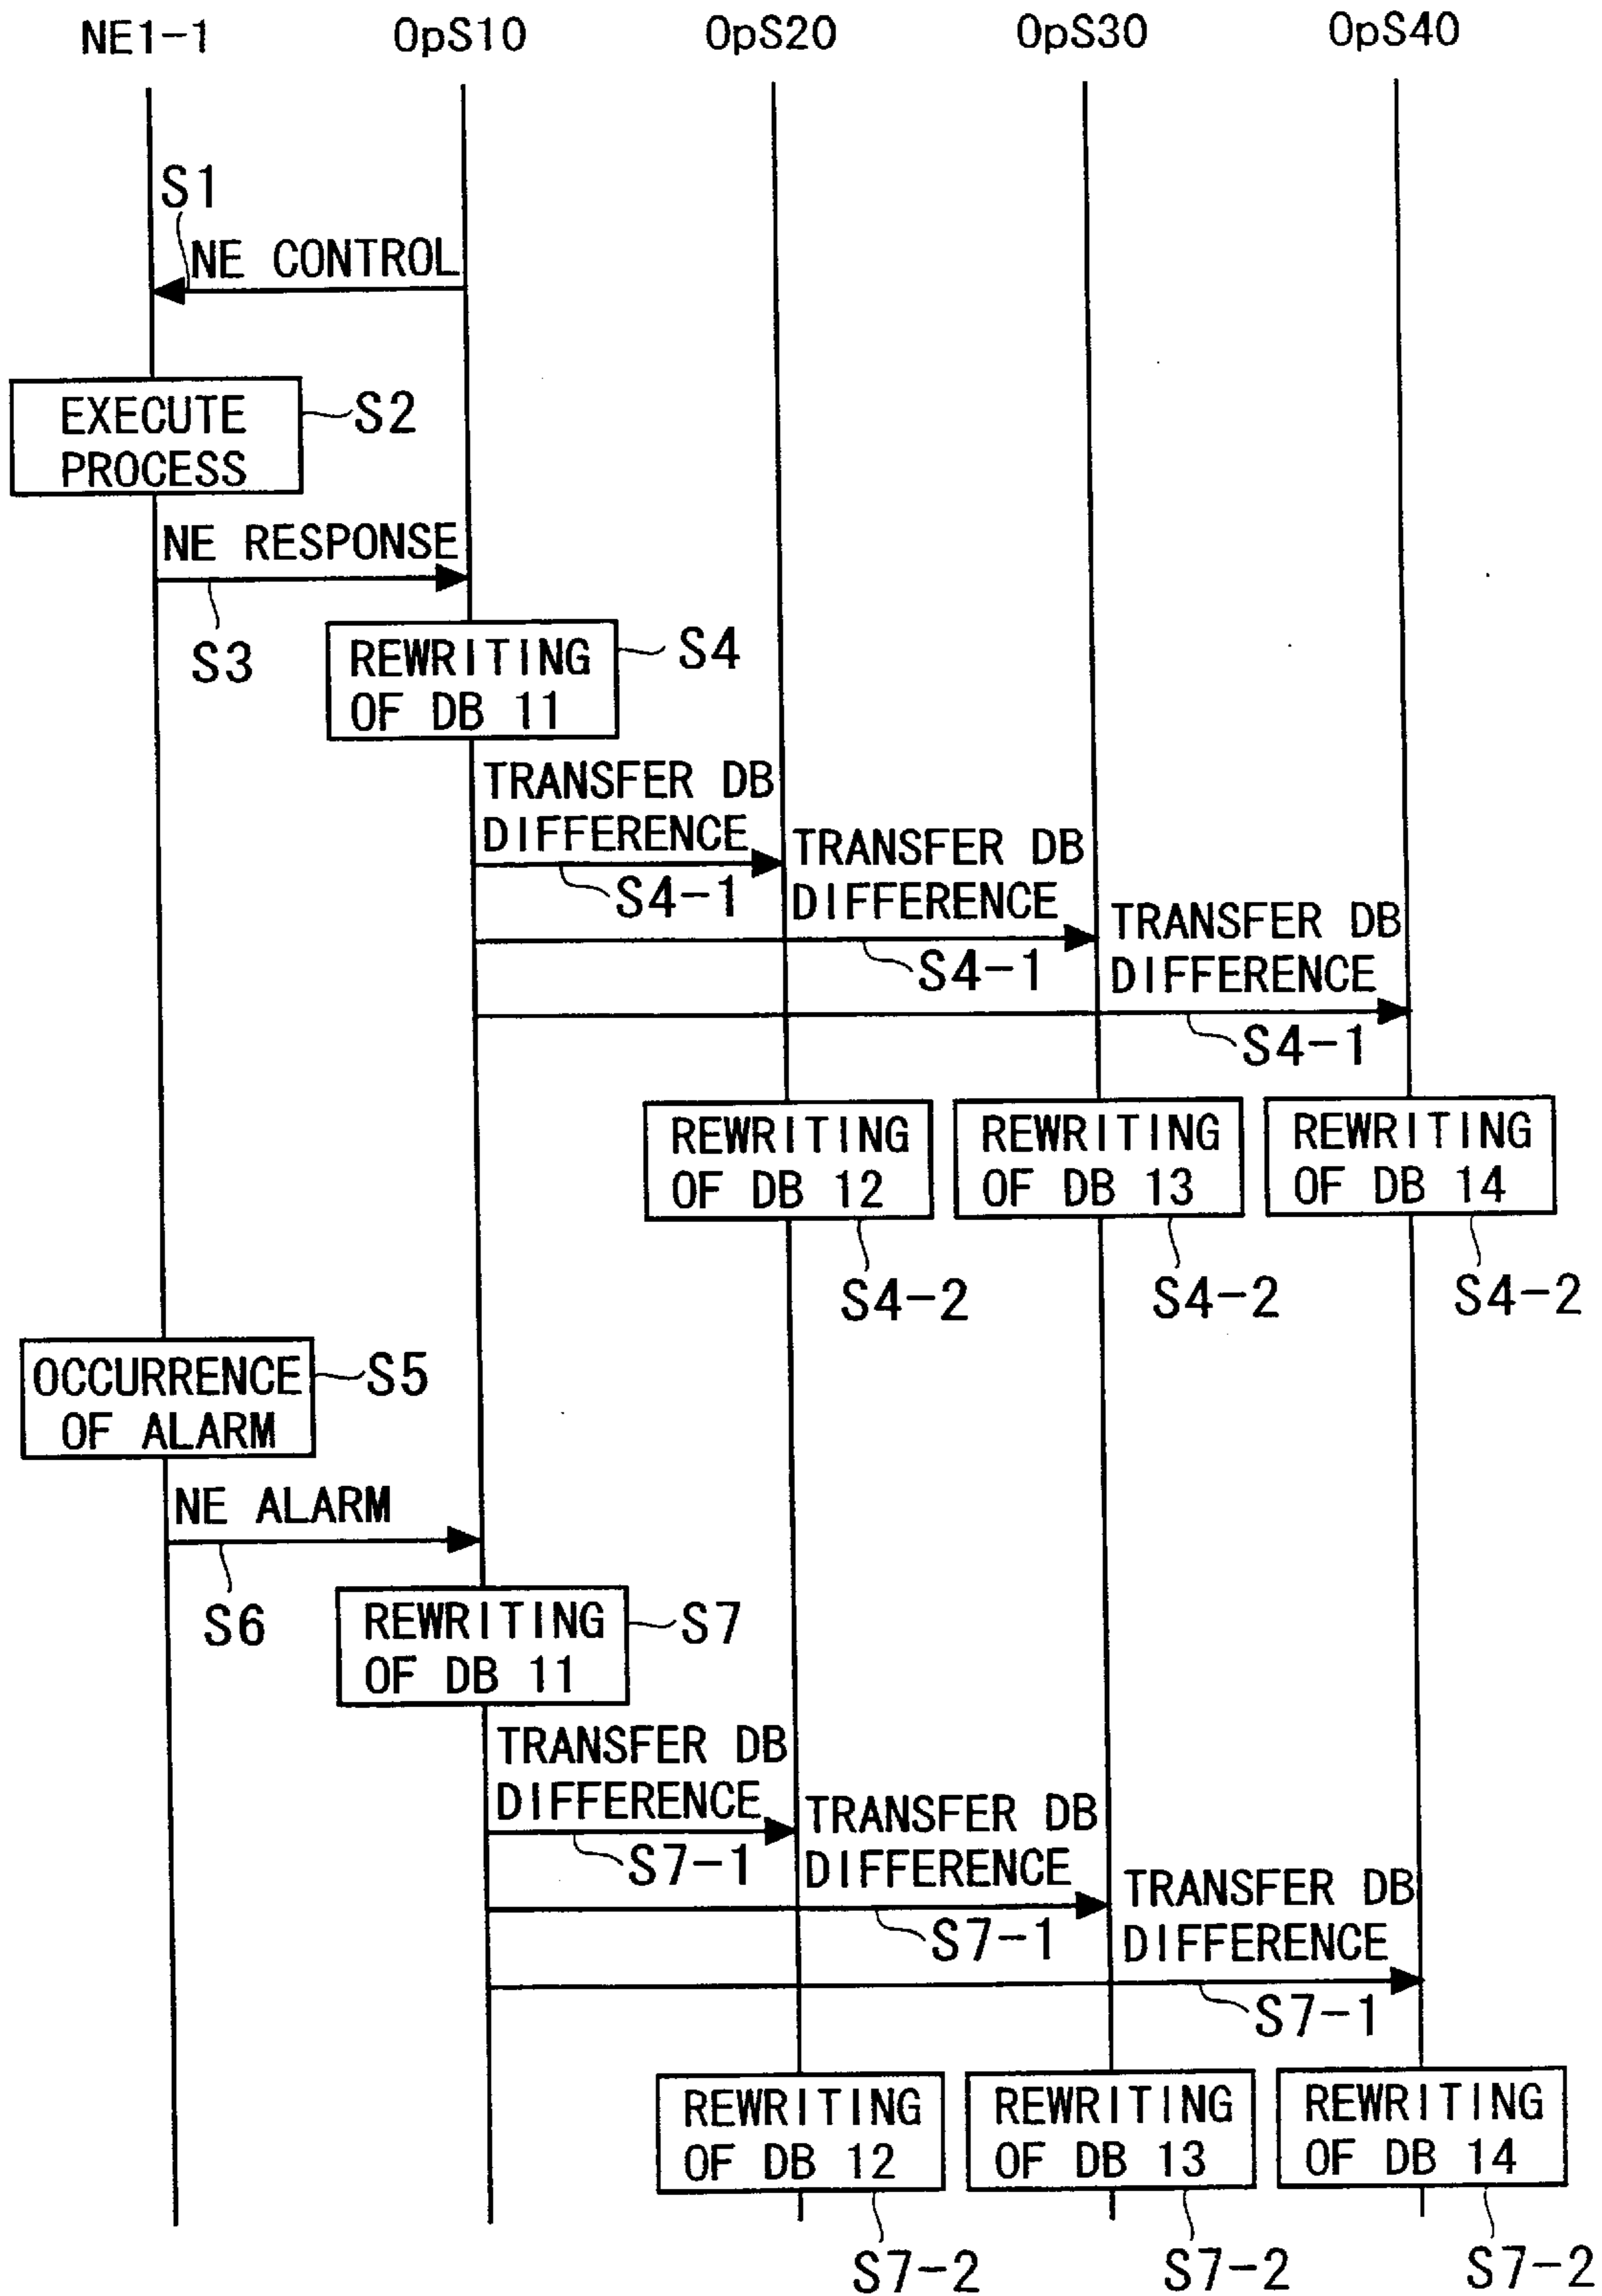 NE1-1 OpS10 OpS20 OpS30 OpS40
S1
NE CONTROL
EXECUTE
PROCESS
S2
NE RESPONSE
S3
REWRITING
OF DB 11
S4
TRANSFER DB
DIFFERENCE
S4-1
TRANSFER DB
DIFFERENCE
S4-1
TRANSFER DB
DIFFERENCE
S4-1
REWRITING
OF DB 12
REWRITING
OF DB 13
REWRITING
OF DB 14
S4-2
S4-2
S4-2
OCCURRENCE
OF ALARM
S5
NE ALARM
S6
REWRITING
OF DB 11
S7
TRANSFER DB
DIFFERENCE
S7-1
TRANSFER DB
DIFFERENCE
S7-1
TRANSFER DB
DIFFERENCE
S7-1
REWRITING
OF DB 12
REWRITING
OF DB 13
REWRITING
OF DB 14
S7-2
S7-2
S7-2